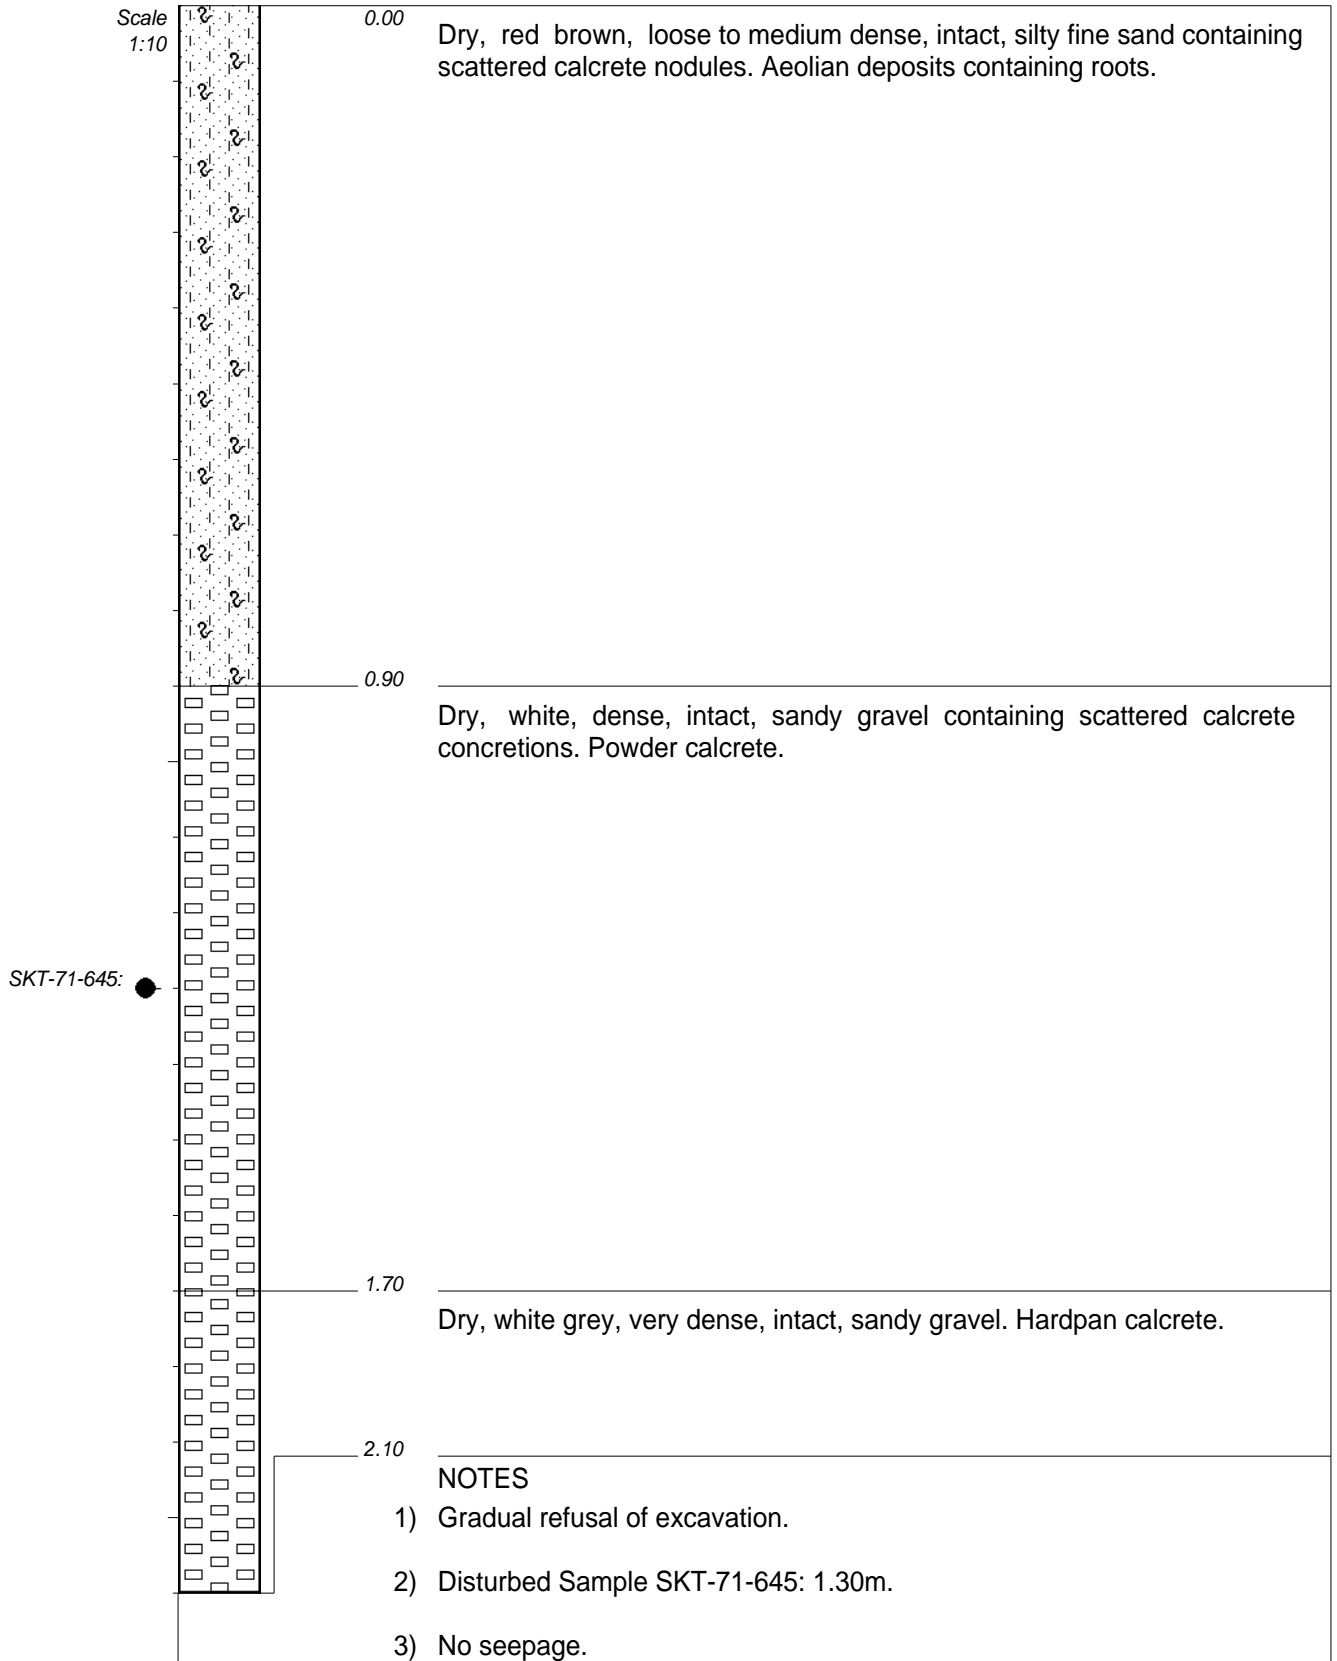 Scale
1:10
0.00
Dry, red brown, loose to medium dense, intact, silty fine sand containing
scattered calcrete nodules. Aeolian deposits containing roots.
0.90
Dry, white, dense, intact, sandy gravel containing scattered calcrete
concretions. Powder calcrete.
SKT-71-645:
1.70
Dry, white grey, very dense, intact, sandy gravel. Hardpan calcrete.
2.10
NOTES
1) Gradual refusal of excavation.
2) Disturbed Sample SKT-71-645: 1.30m.
3) No seepage.